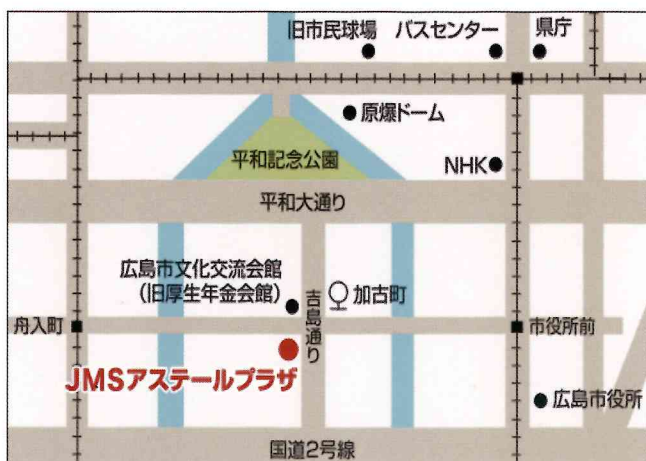 旧市民球場
バスセンター
県庁
原爆ドーム
平和記念公園
NHK
平和大通り
広島市文化交流会館
(旧厚生年金会館)
吉島通り
加古町
舟入町
市役所前
JMSアステールプラザ
広島市役所
国道2号線